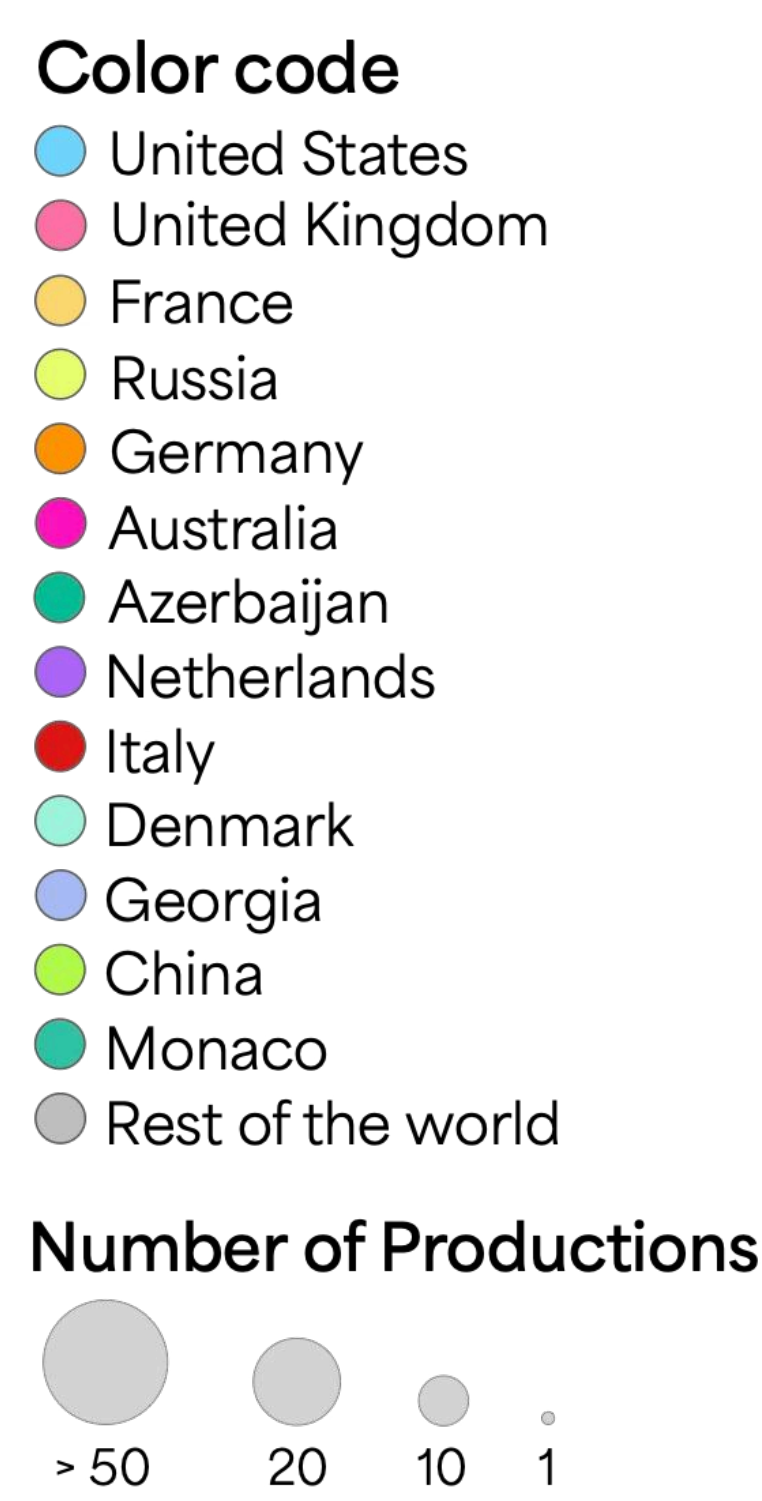 Color code
United States
United Kingdom
France
Russia
Germany
Australia
Azerbaijan
Netherlands
Italy
Denmark
Georgia
China
Monaco
Rest of the world
Number of Productions
> 50 20 10 1